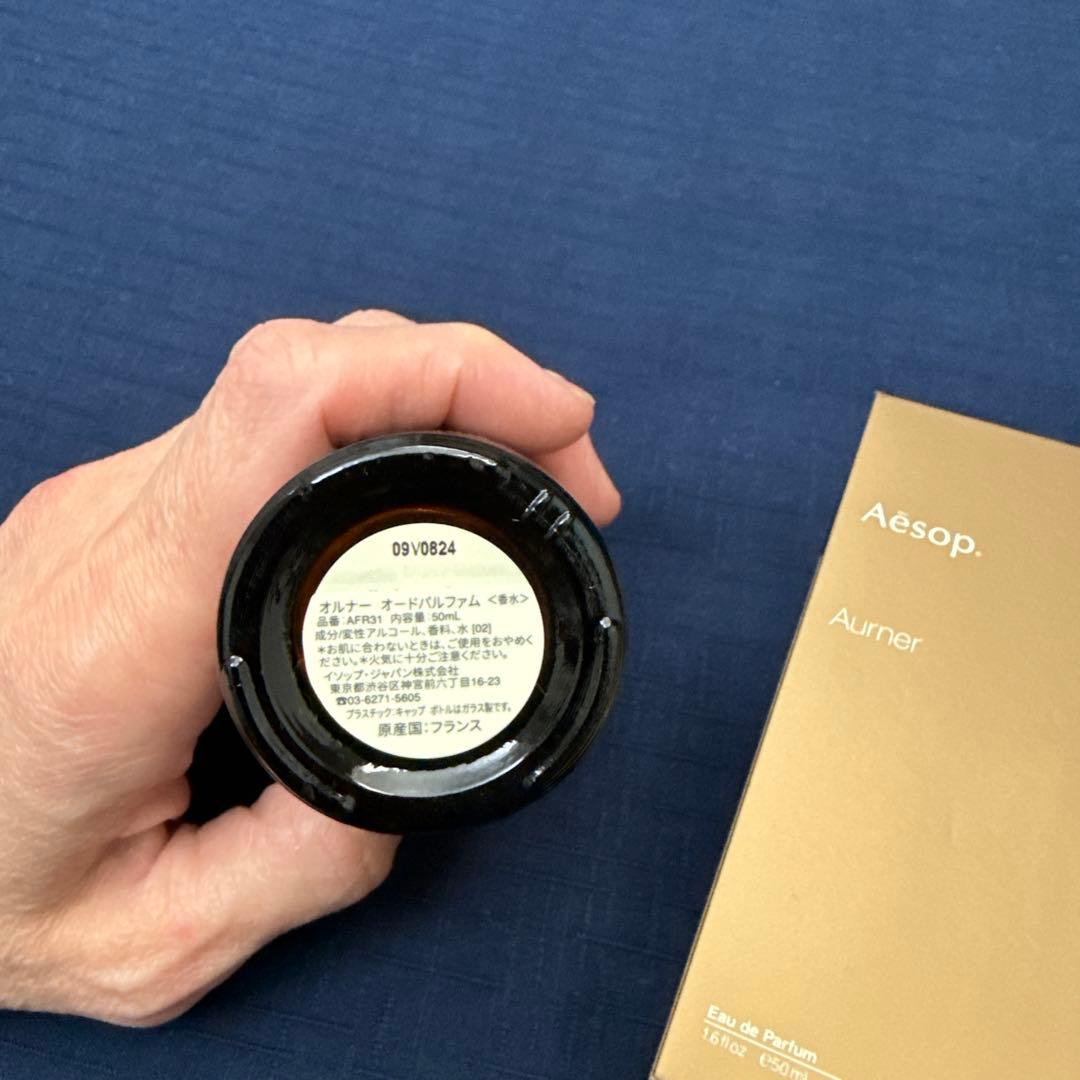 09V0824
オルナー オードパルファム <香水>
品番:AFR31 内容量:50mL
成分/変性アルコール、香料、水 [02]
*お肌に合わないときは、ご使用をおやめく
ださい。*火気に十分ご注意ください。
イソップ・ジャパン株式会社
東京都渋谷区神宮前六丁目16-23
☎03-6271-5605
プラスチック:キャップ ボトルはガラス製です。
原産国:フランス
Aēsop.
Aurner
Eau de Parfum
1.6 fl oz ℮50 mL